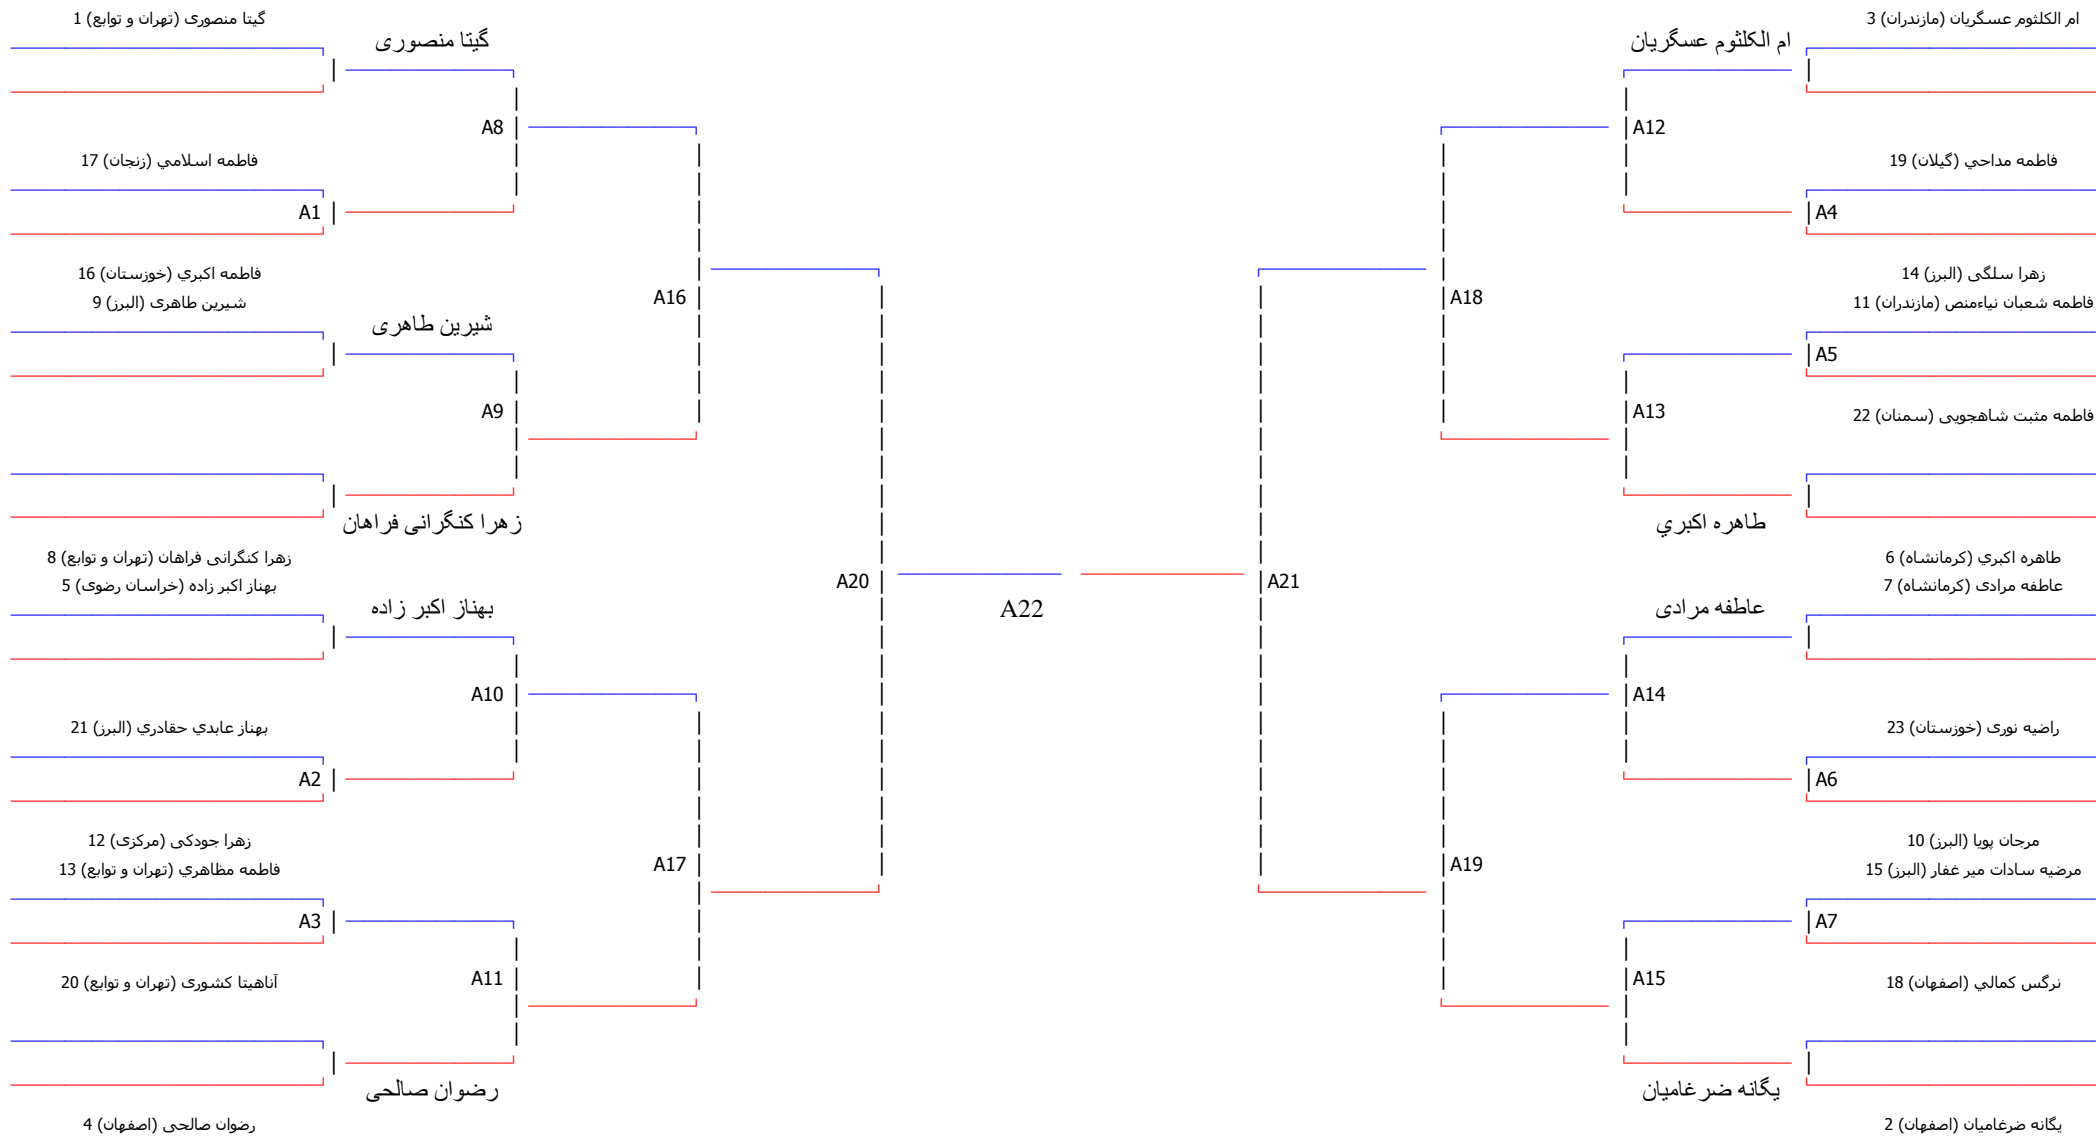 گیتا منصوری (تهران و توابع) 1
گیتا منصوری
A8
فاطمه اسلامي (زنجان) 17
A1
فاطمه اكبري (خوزستان) 16
شیرین طاهری (البرز) 9
شیرین طاهری
A16
A9
زهرا کنگرانی فراهان
زهرا کنگرانی فراهان (تهران و توابع) 8
بهناز اکبر زاده (خراسان رضوی) 5
بهناز اکبر زاده
A20
A10
بهناز عابدي حقادري (البرز) 21
A2
زهرا جودکی (مرکزی) 12
فاطمه مظاهري (تهران و توابع) 13
A17
A3
آناهیتا کشوری (تهران و توابع) 20
A11
رضوان صالحی
رضوان صالحی (اصفهان) 4
A22
ام الکلثوم عسگریان (مازندران) 3
ام الکلثوم عسگریان
A12
فاطمه مداحي (گیلان) 19
A4
زهرا سلگی (البرز) 14
فاطمه شعبان نیاءمنص (مازندران) 11
A18
A5
A13
فاطمه مثبت شاهجویی (سمنان) 22
طاهره اكبري
طاهره اكبري (کرمانشاه) 6
عاطفه مرادی (کرمانشاه) 7
عاطفه مرادی
A21
A14
راضیه نوری (خوزستان) 23
A6
مرجان پویا (البرز) 10
مرضیه سادات میر غفار (البرز) 15
A19
A7
نرگس كمالي (اصفهان) 18
A15
یگانه ضرغامیان
یگانه ضرغامیان (اصفهان) 2